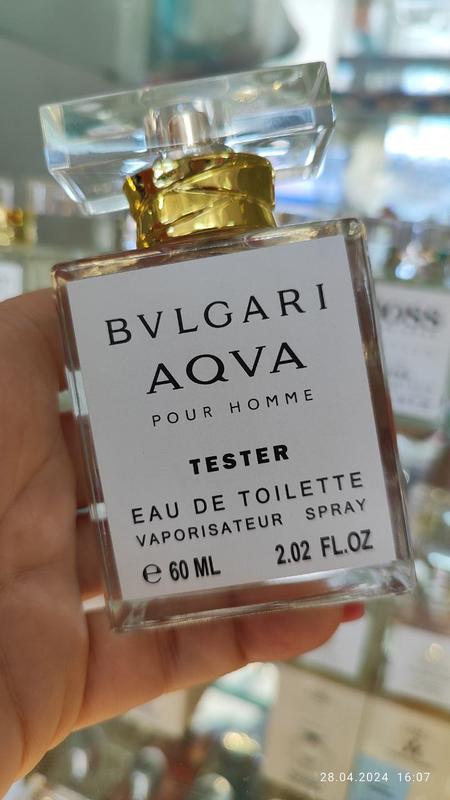 BVLGARI
AQVA
POUR HOMME
TESTER
EAU DE TOILETTE
VAPORISATEUR SPRAY
℮ 60 ML 2.02 FL.OZ
OSS
28.04.2024 16:07